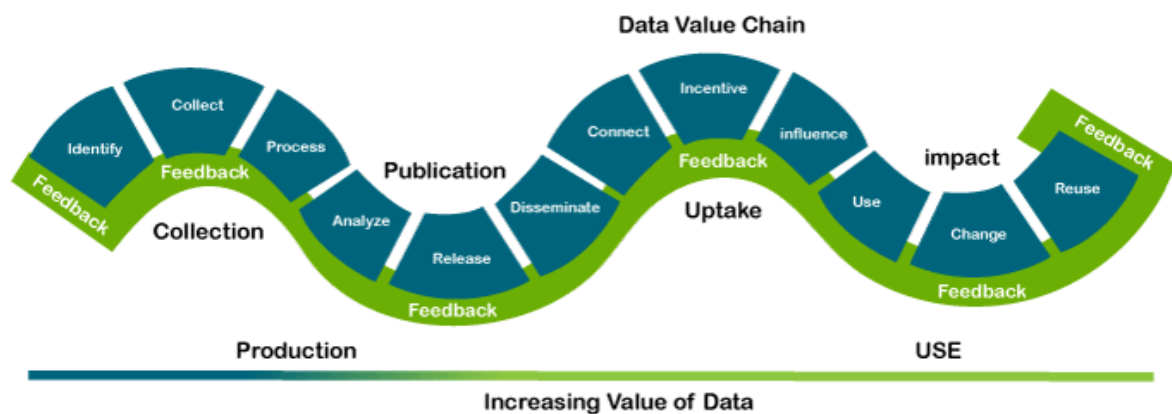 Data Value Chain
Identify
Collect
Process
Analyze
Release
Disseminate
Connect
Incentive
influence
Use
Change
Reuse
Feedback
Feedback
Feedback
Feedback
Feedback
Feedback
Collection
Publication
Uptake
impact
Production
USE
Increasing Value of Data